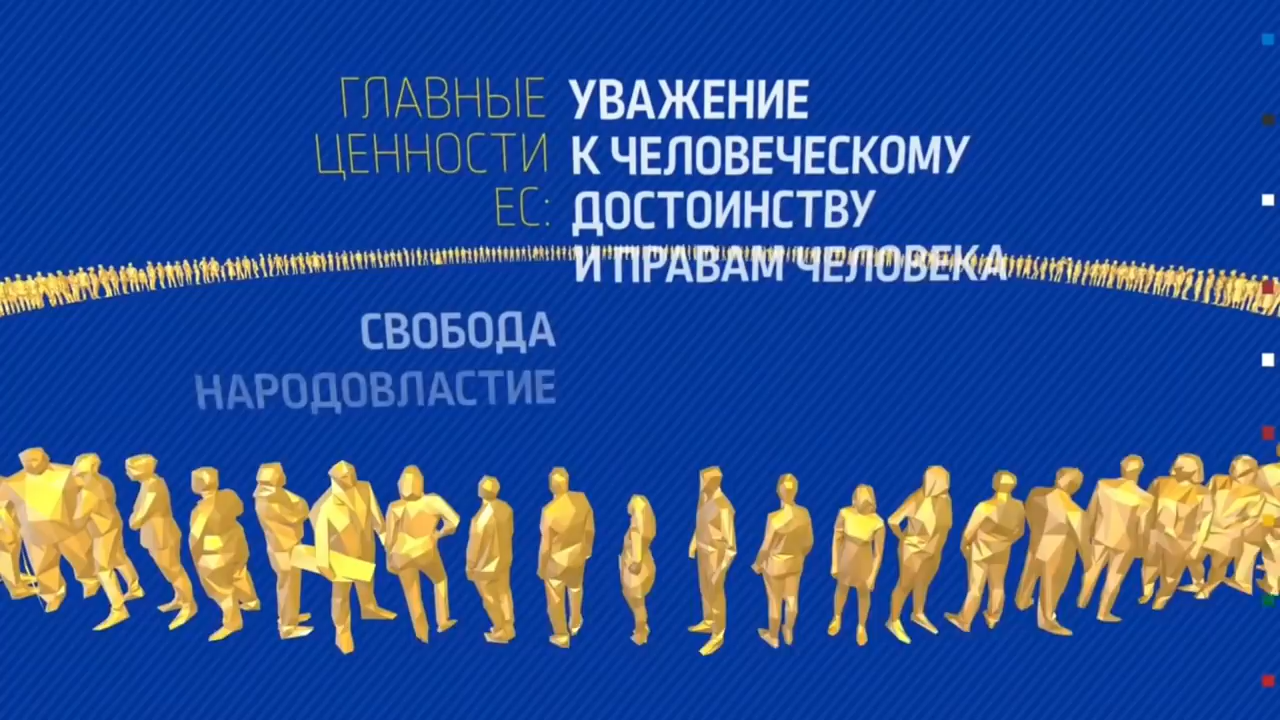 ГЛАВНЫЕ
ЦЕННОСТИ
ЕС:
УВАЖЕНИЕ
К ЧЕЛОВЕЧЕСКОМУ
ДОСТОИНСТВУ
И ПРАВАМ ЧЕЛОВЕКА
СВОБОДА
НАРОДОВЛАСТИЕ